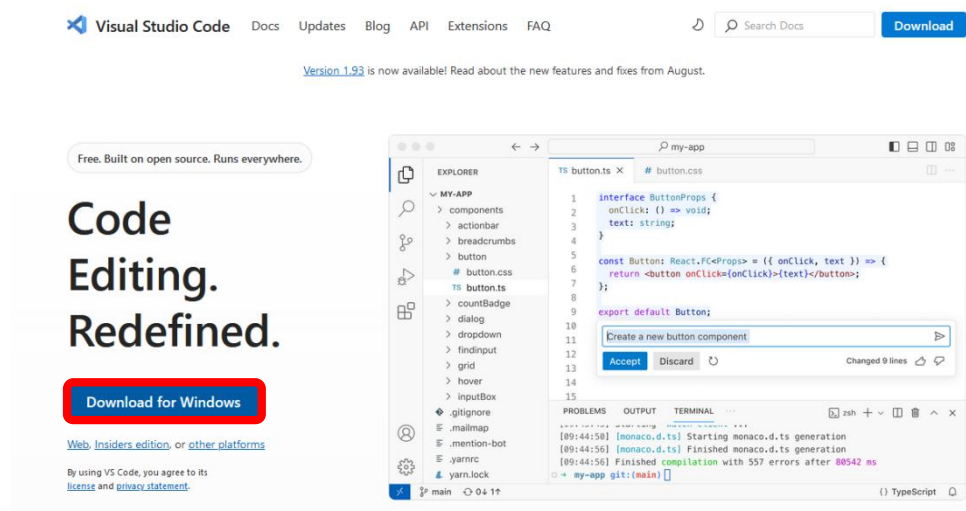 Visual Studio Code Docs Updates Blog API Extensions FAQ Search Docs Download
Version 1.93 is now available! Read about the new features and fixes from August.
Free. Built on open source. Runs everywhere.
Code
Editing.
Redefined.
Download for Windows
Web, Insiders edition, or other platforms
By using VS Code, you agree to its
license and privacy statement.
my-app
EXPLORER
MY-APP
components
actionbar
breadcrumbs
button
# button.css
TS button.ts
countBadge
dialog
dropdown
findinput
grid
hover
inputBox
.gitignore
.mailmap
.mention-bot
.yarnrc
yarn.lock
TS button.ts X # button.css
1 interface ButtonProps {
2 onClick: () => void;
3 text: string;
4 }
5 const Button: React.FC<Props> = ({ onClick, text }) => {
6 return <button onClick={onClick}>{text}</button>;
7 };
8
9 export default Button;
10
11 Create a new button component
12
13 Accept Discard Changed 9 lines
14
15
PROBLEMS OUTPUT TERMINAL ... zsh
[09:44:50] [monaco.d.ts] Starting monaco.d.ts generation
[09:44:56] [monaco.d.ts] Finished monaco.d.ts generation
[09:44:56] Finished compilation with 557 errors after 80542 ms
my-app git:(main)
main 0↓ 1↑ {} TypeScript